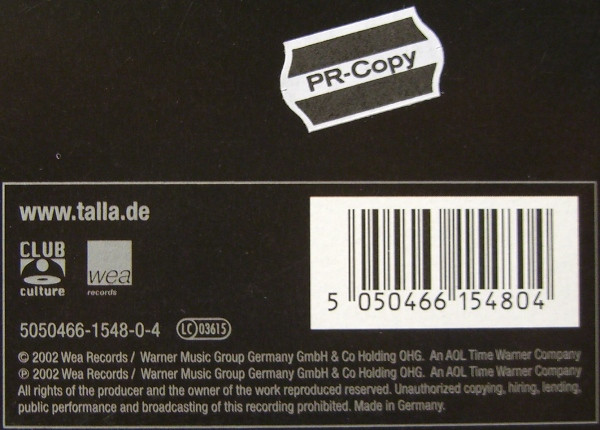 PR-Copy
www.talla.de
CLUB
culture
wea
records
5 050466 154804
5050466-1548-0-4 LC 03615
© 2002 Wea Records / Warner Music Group Germany GmbH & Co Holding OHG. An AOL Time Warner Company
℗ 2002 Wea Records / Warner Music Group Germany GmbH & Co Holding OHG. An AOL Time Warner Company
All rights of the producer and the owner of the work reproduced reserved. Unauthorized copying, hiring, lending,
public performance and broadcasting of this recording prohibited. Made in Germany.